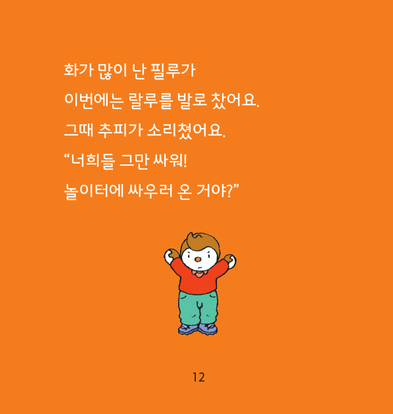 화가 많이 난 필루가
이번에는 랄루를 발로 찼어요.
그때 추피가 소리쳤어요.
“너희들 그만 싸워!
놀이터에 싸우러 온 거야?”
12